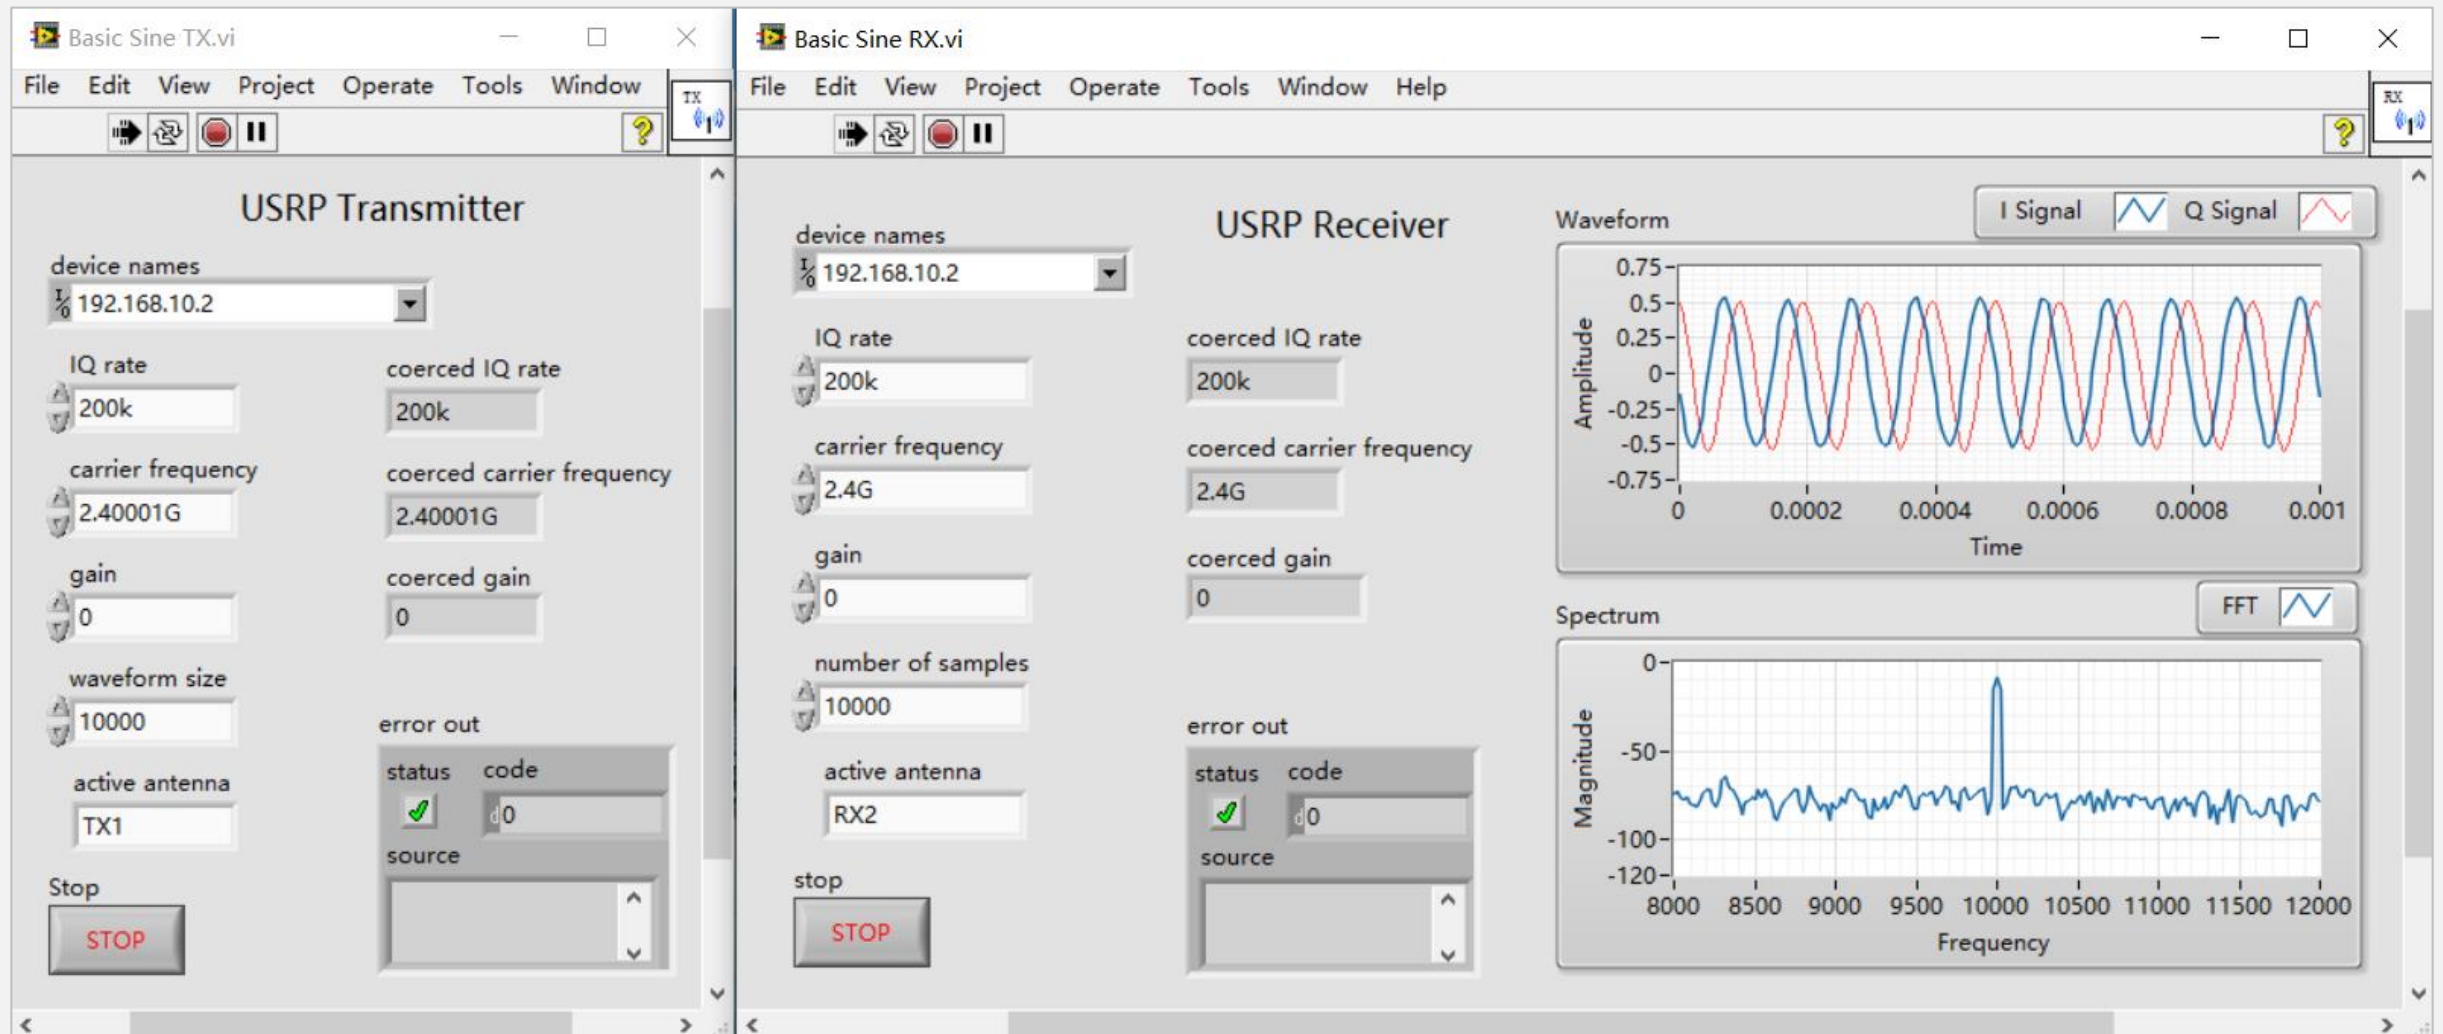 Basic Sine TX.vi
File Edit View Project Operate Tools Window
TX
USRP Transmitter
device names
192.168.10.2
IQ rate
200k
coerced IQ rate
200k
carrier frequency
2.40001G
coerced carrier frequency
2.40001G
gain
0
coerced gain
0
waveform size
10000
active antenna
TX1
error out
status code
0
source
Stop
STOP
Basic Sine RX.vi
File Edit View Project Operate Tools Window Help
RX
USRP Receiver
device names
192.168.10.2
IQ rate
200k
coerced IQ rate
200k
carrier frequency
2.4G
coerced carrier frequency
2.4G
gain
0
coerced gain
0
number of samples
10000
active antenna
RX2
error out
status code
0
source
stop
STOP
Waveform
I Signal Q Signal
Amplitude
0.75
0.5
0.25
0
-0.25
-0.5
-0.75
0 0.0002 0.0004 0.0006 0.0008 0.001
Time
Spectrum
FFT
Magnitude
0
-50
-100
-120
8000 8500 9000 9500 10000 10500 11000 11500 12000
Frequency